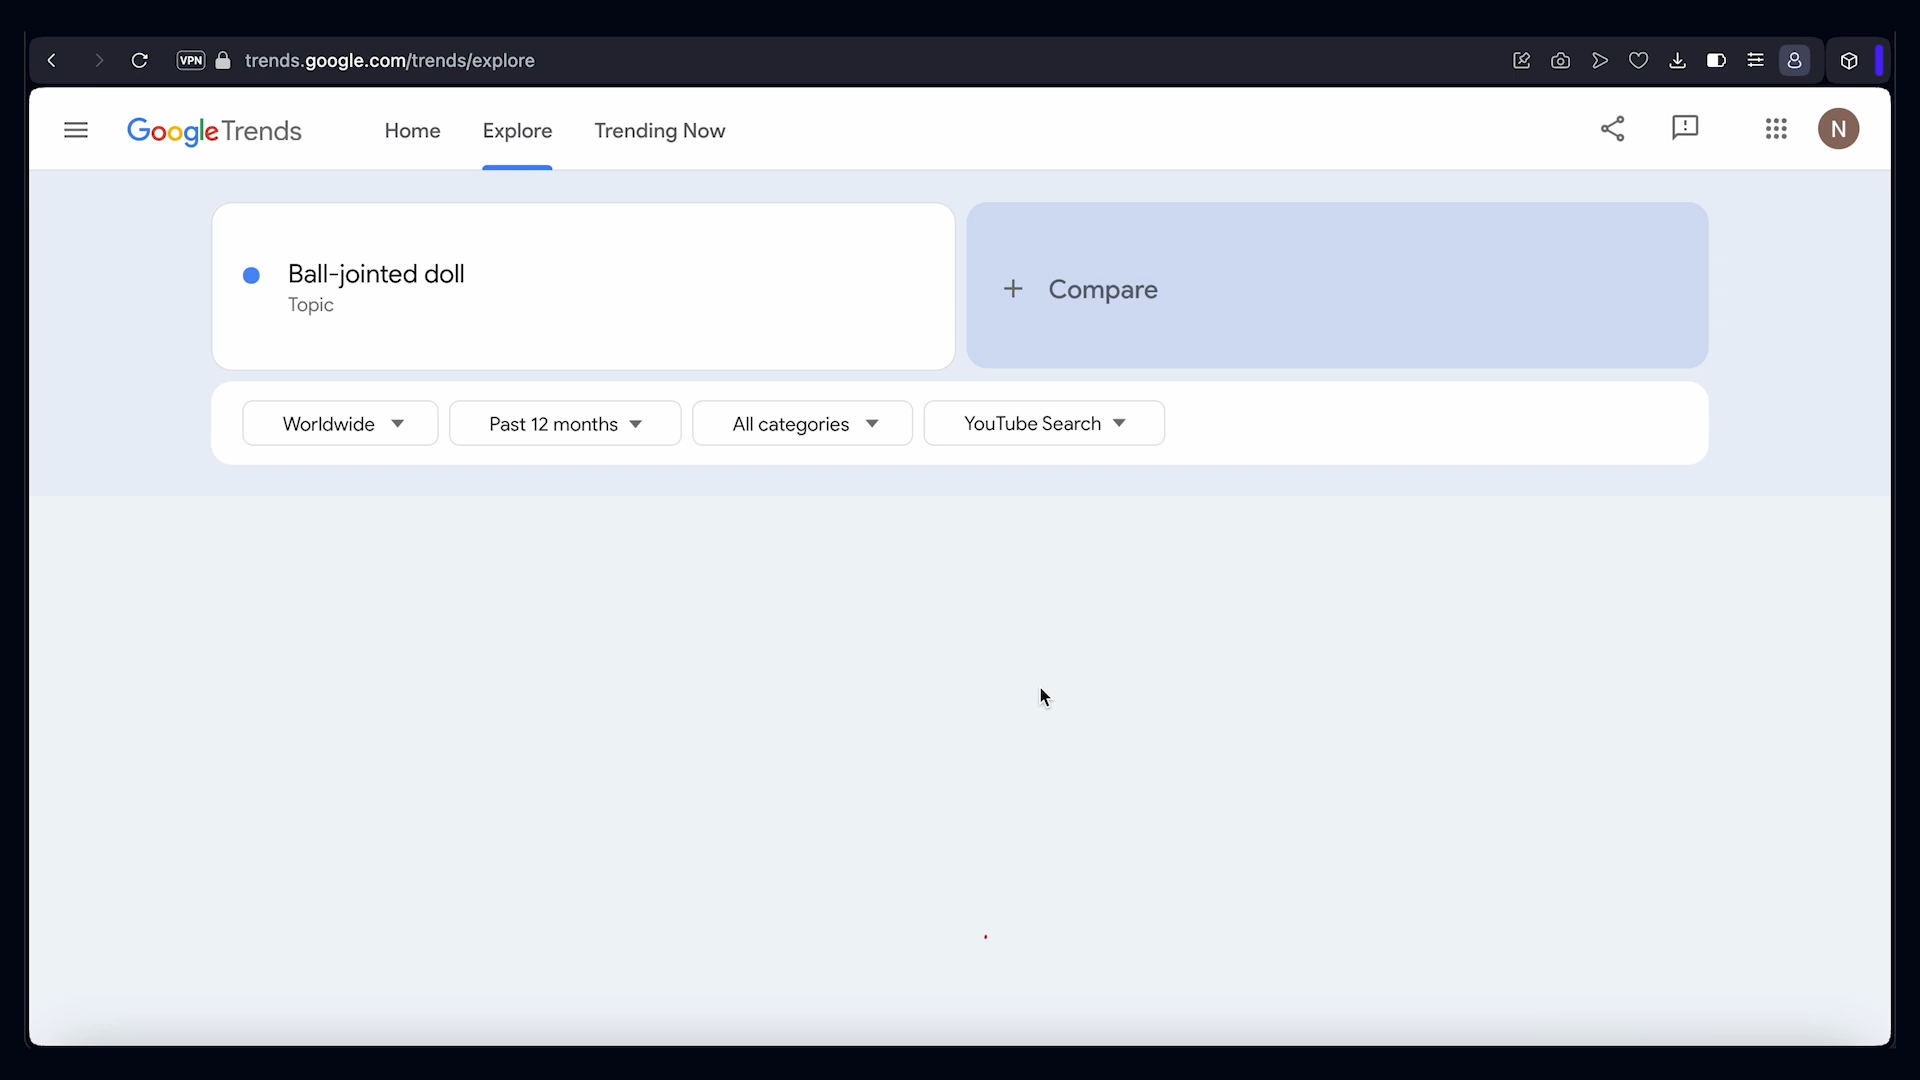 VPN
trends.google.com/trends/explore
Google Trends
Home
Explore
Trending Now
N
Ball-jointed doll
Topic
+ Compare
Worldwide
Past 12 months
All categories
YouTube Search